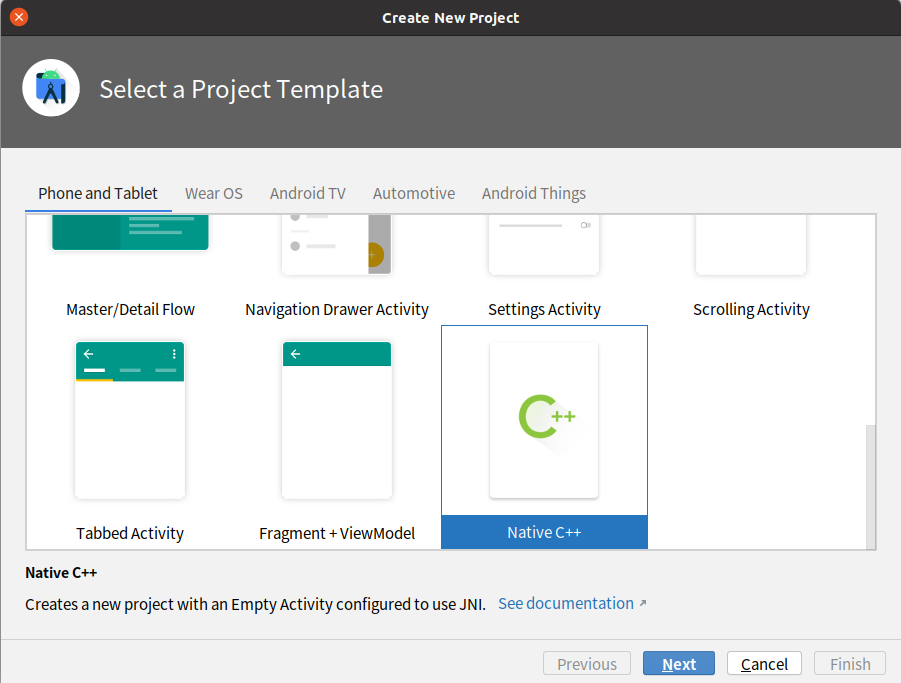 Create New Project
Select a Project Template
Phone and Tablet Wear OS Android TV Automotive Android Things
Master/Detail Flow Navigation Drawer Activity Settings Activity Scrolling Activity
C++
Tabbed Activity Fragment + ViewModel Native C++
Native C++
Creates a new project with an Empty Activity configured to use JNI. See documentation ↗
Previous Next Cancel Finish